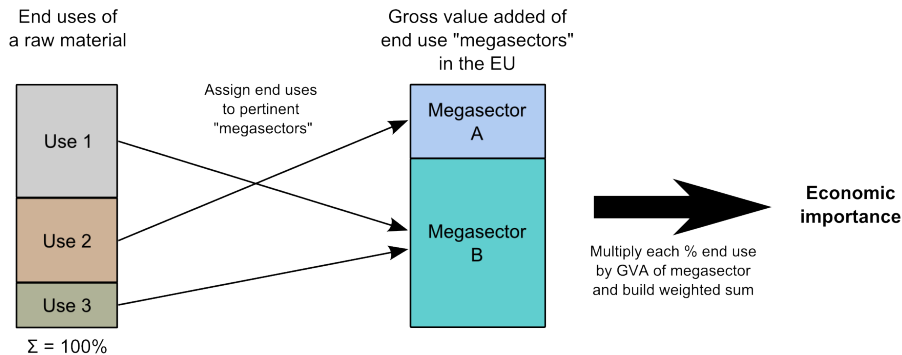 End uses of
a raw material
Gross value added of
end use "megasectors"
in the EU
Assign end uses
to pertinent
"megasectors"
Use 1
Use 2
Use 3
Σ = 100%
Megasector
A
Megasector
B
Multiply each % end use
by GVA of megasector
and build weighted sum
Economic
importance